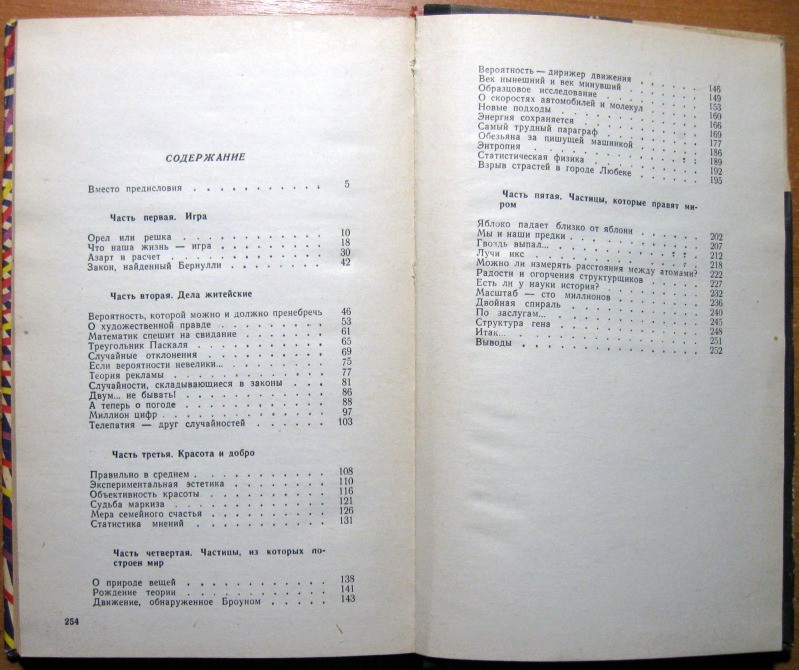 СОДЕРЖАНИЕ
Вместо предисловия . . . . . . . . . . . 5
Часть первая. Игра
Орел или решка . . . . . . . . . . . 10
Что наша жизнь — игра . . . . . . . . . 18
Азарт и расчет . . . . . . . . . . . 30
Закон, найденный Бернулли . . . . . . . . 42
Часть вторая. Дела житейские
Вероятность, которой можно и должно пренебречь 46
О художественной правде . . . . . . . . . 53
Математик спешит на свидание . . . . . . . 61
Треугольник Паскаля . . . . . . . . . . 65
Случайные отклонения . . . . . . . . . . 69
Если вероятности невелики... . . . . . . . . 75
Теория рекламы . . . . . . . . . . . 77
Случайности, складывающиеся в законы . . . . 81
Двум... не бывать! . . . . . . . . . . 86
А теперь о погоде . . . . . . . . . . . 88
Миллион цифр . . . . . . . . . . . . 97
Телепатия — друг случайностей . . . . . . . 103
Часть третья. Красота и добро
Правильно в среднем . . . . . . . . . . 108
Экспериментальная эстетика . . . . . . . . 110
Объективность красоты . . . . . . . . . 116
Судьба маркиза . . . . . . . . . . . 121
Мера семейного счастья . . . . . . . . . 126
Статистика мнений . . . . . . . . . . . 131
Часть четвертая. Частицы, из которых по-
строен мир
О природе вещей . . . . . . . . . . . 138
Рождение теории . . . . . . . . . . . 141
Движение, обнаруженное Броуном . . . . . . 143
254
Вероятность — дирижер движения . . . . . . 146
Век нынешний и век минувший . . . . . . . 149
Образцовое исследование . . . . . . . . . 153
О скоростях автомобилей и молекул . . . . . 160
Новые подходы . . . . . . . . . . . . 166
Энергия сохраняется . . . . . . . . . . 169
Самый трудный параграф . . . . . . . . . 177
Обезьяна за пишущей машинкой . . . . . . 186
Энтропия . . . . . . . . . . . . . 189
Статистическая физика . . . . . . . . . 192
Взрыв страстей в городе Любеке . . . . . . 195
Часть пятая. Частицы, которые правят ми-
ром
Яблоко падает близко от яблони . . . . . . 202
Мы и наши предки . . . . . . . . . . . 207
Гвоздь выпал... . . . . . . . . . . . 212
Лучи икс . . . . . . . . . . . . . 218
Можно ли измерять расстояния между атомами? 222
Радости и огорчения структурщиков . . . . . 227
Есть ли у науки история? . . . . . . . . 232
Масштаб — сто миллионов . . . . . . . . 236
Двойная спираль . . . . . . . . . . . 240
По заслугам... . . . . . . . . . . . . 245
Структура гена . . . . . . . . . . . 248
Итак... . . . . . . . . . . . . . . 251
Выводы . . . . . . . . . . . . . . 252